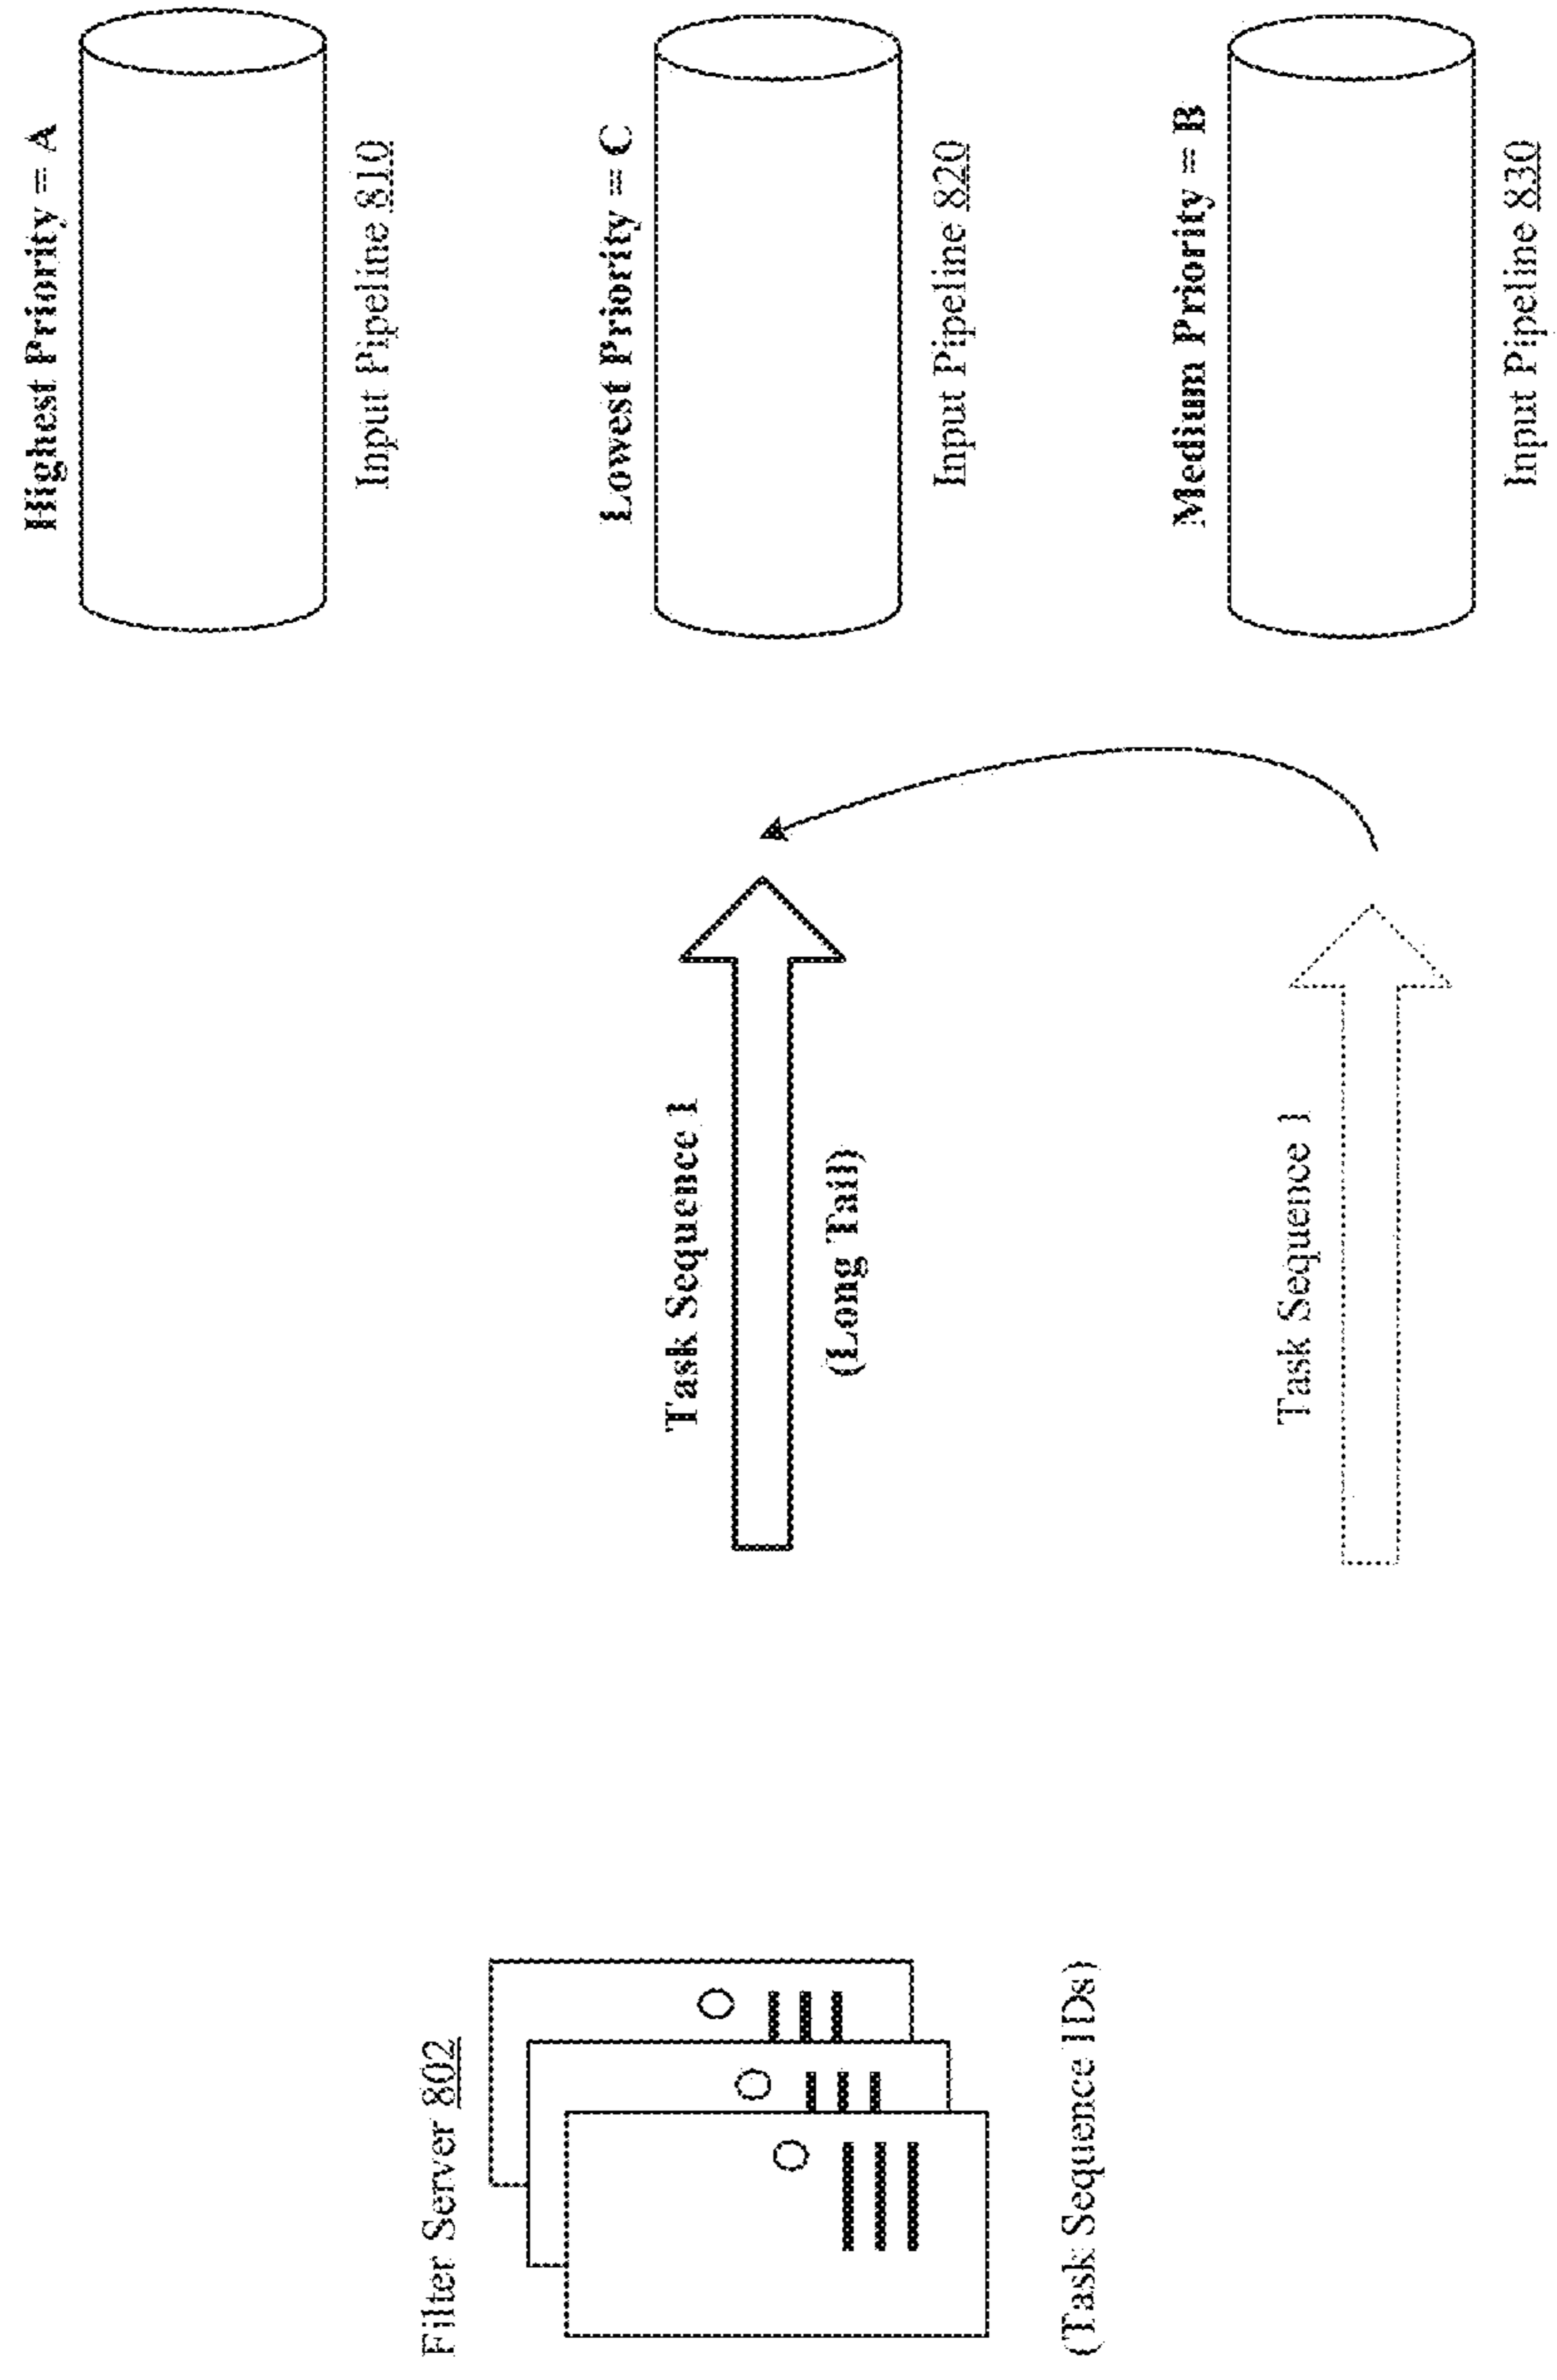 Highest Priority = A
Input Pipeline 810
Lowest Priority = C
Input Pipeline 820
Medium Priority = B
Input Pipeline 830
Task Sequence 1
(Long Tail)
Task Sequence 1
Filter Server 802
(Task Sequence IDs)